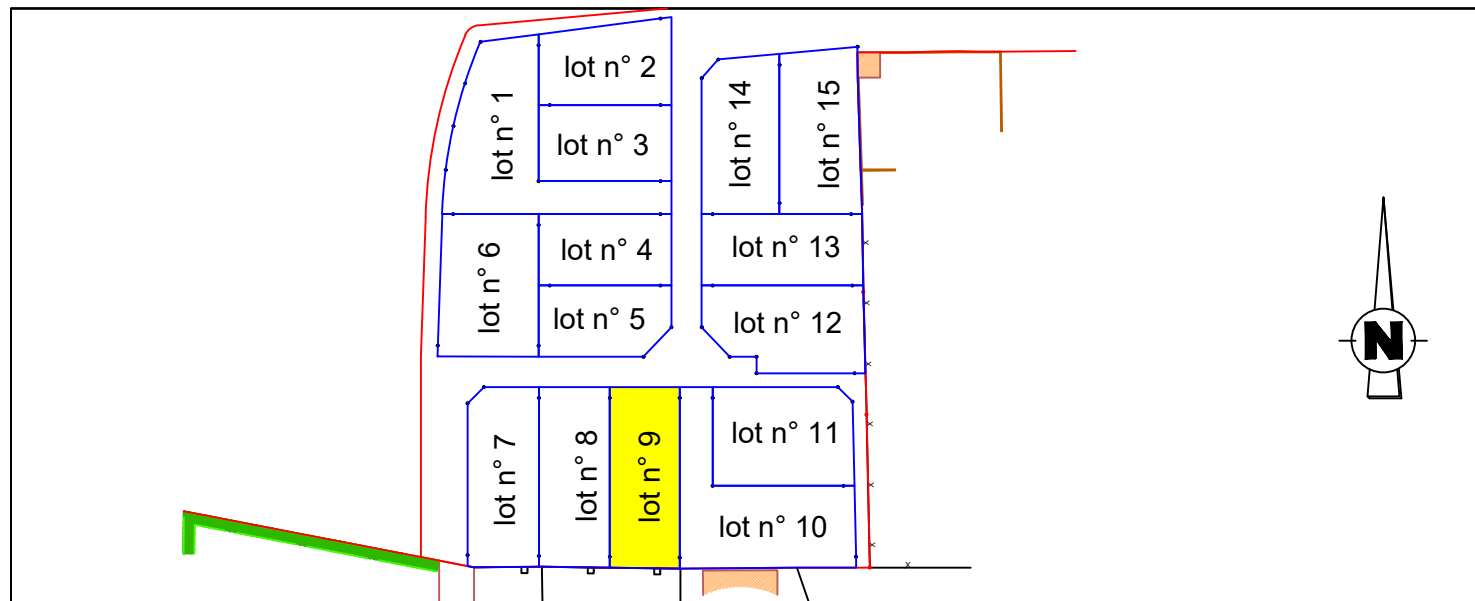 lot n° 1
lot n° 2
lot n° 3
lot n° 14
lot n° 15
lot n° 6
lot n° 4
lot n° 5
lot n° 13
lot n° 12
N
lot n° 7
lot n° 8
lot n° 9
lot n° 11
lot n° 10